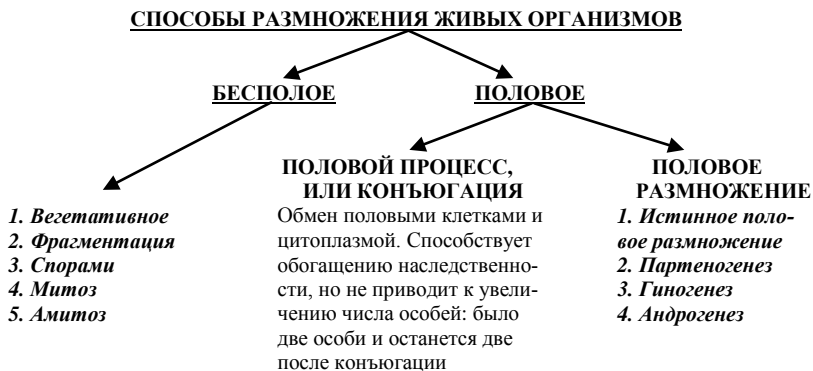 СПОСОБЫ РАЗМНОЖЕНИЯ ЖИВЫХ ОРГАНИЗМОВ
БЕСПОЛОЕ
ПОЛОВОЕ
1. Вегетативное
2. Фрагментация
3. Спорами
4. Митоз
5. Амитоз
ПОЛОВОЙ ПРОЦЕСС,
ИЛИ КОНЪЮГАЦИЯ
Обмен половыми клетками и
цитоплазмой. Способствует
обогащению наследственно-
сти, но не приводит к увели-
чению числа особей: было
две особи и останется две
после конъюгации
ПОЛОВОЕ
РАЗМНОЖЕНИЕ
1. Истинное поло-
вое размножение
2. Партеногенез
3. Гиногенез
4. Андрогенез